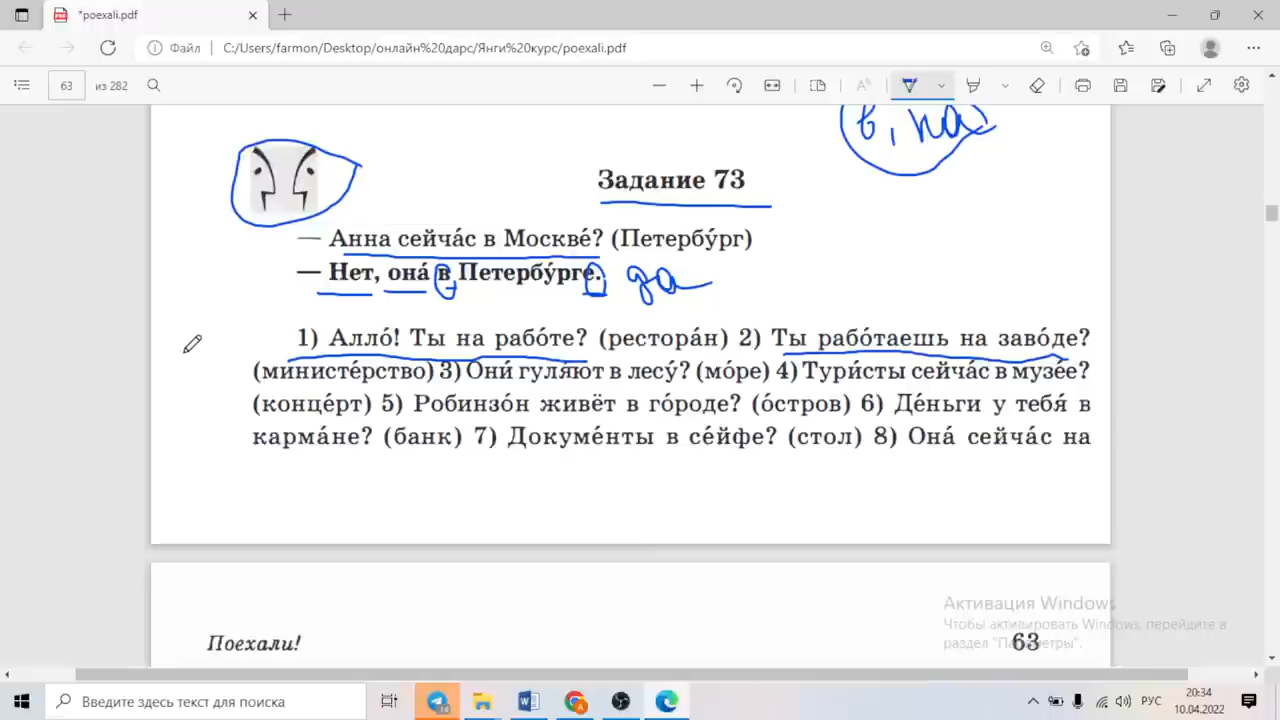 *poexali.pdf
Файл
C:/Users/farmon/Desktop/онлайн%20дарс/Янги%20курс/poexali.pdf
63
из 282
в, на
Задание 73
— Анна сейча́с в Москве́? (Петербу́рг)
— Нет, она́ в Петербу́рге. да
1) Алло́! Ты на рабо́те? (рестора́н) 2) Ты рабо́таешь на заво́де?
(министе́рство) 3) Они́ гуля́ют в лесу́? (мо́ре) 4) Тури́сты сейча́с в музе́е?
(конце́рт) 5) Робинзо́н живёт в го́роде? (о́стров) 6) Де́ньги у тебя́ в
карма́не? (банк) 7) Докуме́нты в се́йфе? (стол) 8) Она́ сейча́с на
Активация Windows
Чтобы активировать Windows, перейдите в
раздел "Параметры".
Поехали!
63
Введите здесь текст для поиска
РУС
20:34
10.04.2022